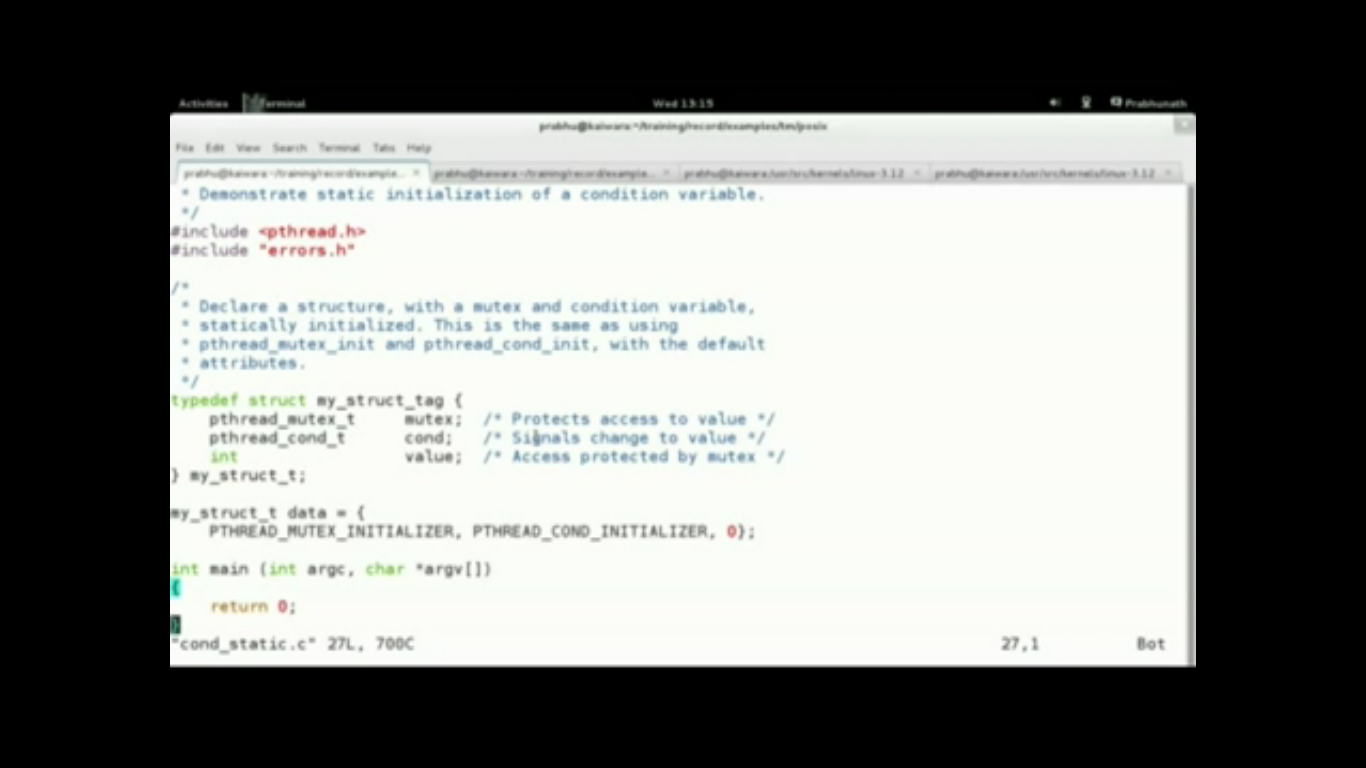 Activities Terminal Wed 13:15 Prabhunath
prabhu@kaiwara:~/training/record/examples/tm/posix
File Edit View Search Terminal Tabs Help
prabhu@kaiwara:~/training/record/example... × prabhu@kaiwara:~/training/record/example... × prabhu@kaiwara:/usr/src/kernels/linux-3.12 × prabhu@kaiwara:/usr/src/kernels/linux-3.12 ×
 * Demonstrate static initialization of a condition variable.
 */
#include <pthread.h>
#include "errors.h"
/*
 * Declare a structure, with a mutex and condition variable,
 * statically initialized. This is the same as using
 * pthread_mutex_init and pthread_cond_init, with the default
 * attributes.
 */
typedef struct my_struct_tag {
    pthread_mutex_t     mutex;  /* Protects access to value */
    pthread_cond_t      cond;   /* Signals change to value */
    int                 value;  /* Access protected by mutex */
} my_struct_t;
my_struct_t data = {
    PTHREAD_MUTEX_INITIALIZER, PTHREAD_COND_INITIALIZER, 0};
int main (int argc, char *argv[])
{
    return 0;
}
"cond_static.c" 27L, 700C 27,1 Bot